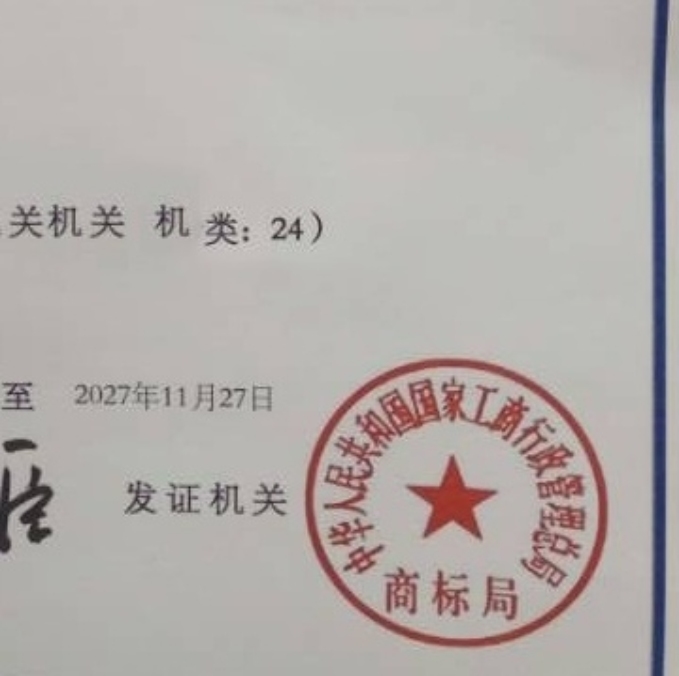 关机关 机 类：24）
至 2027年11月27日
发证机关
中华人民共和国国家工商行政管理总局
商标局